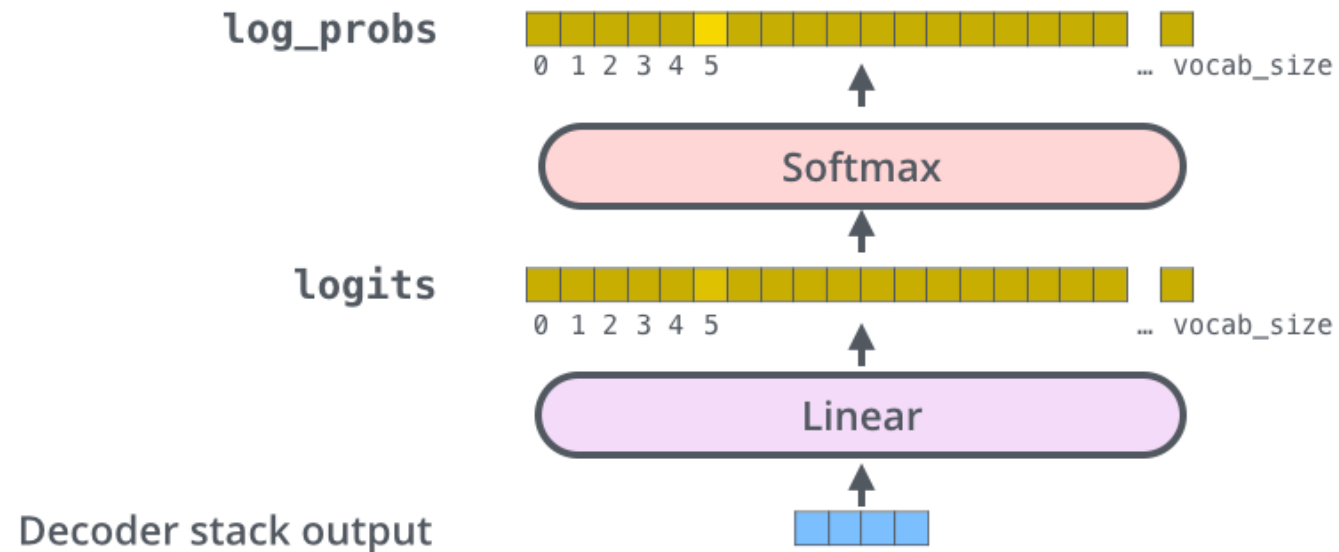 log_probs
0 1 2 3 4 5 … vocab_size
Softmax
logits
0 1 2 3 4 5 … vocab_size
Linear
Decoder stack output